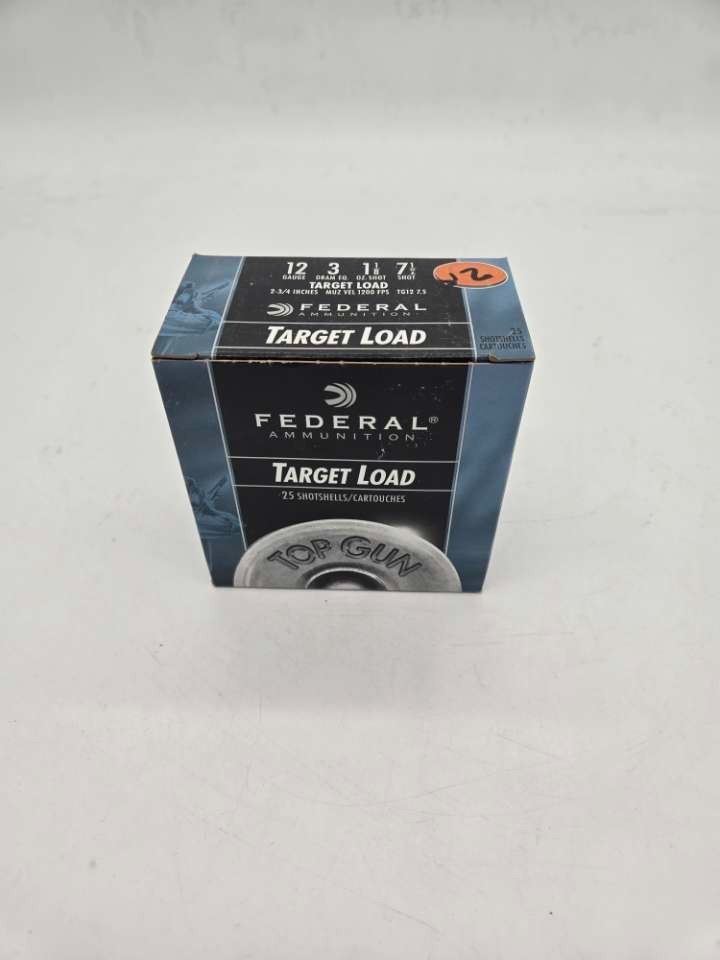 12 3 1 1/8 7 1/2
GAUGE DRAM EQ. OZ. SHOT SHOT
TARGET LOAD
2-3/4 INCHES MUZ VEL 1200 FPS TG12 7.5
FEDERAL
AMMUNITION
TARGET LOAD
12
25
SHOTSHELLS
CARTOUCHES
FEDERAL®
AMMUNITION
TARGET LOAD
25 SHOTSHELLS/CARTOUCHES
TOP GUN